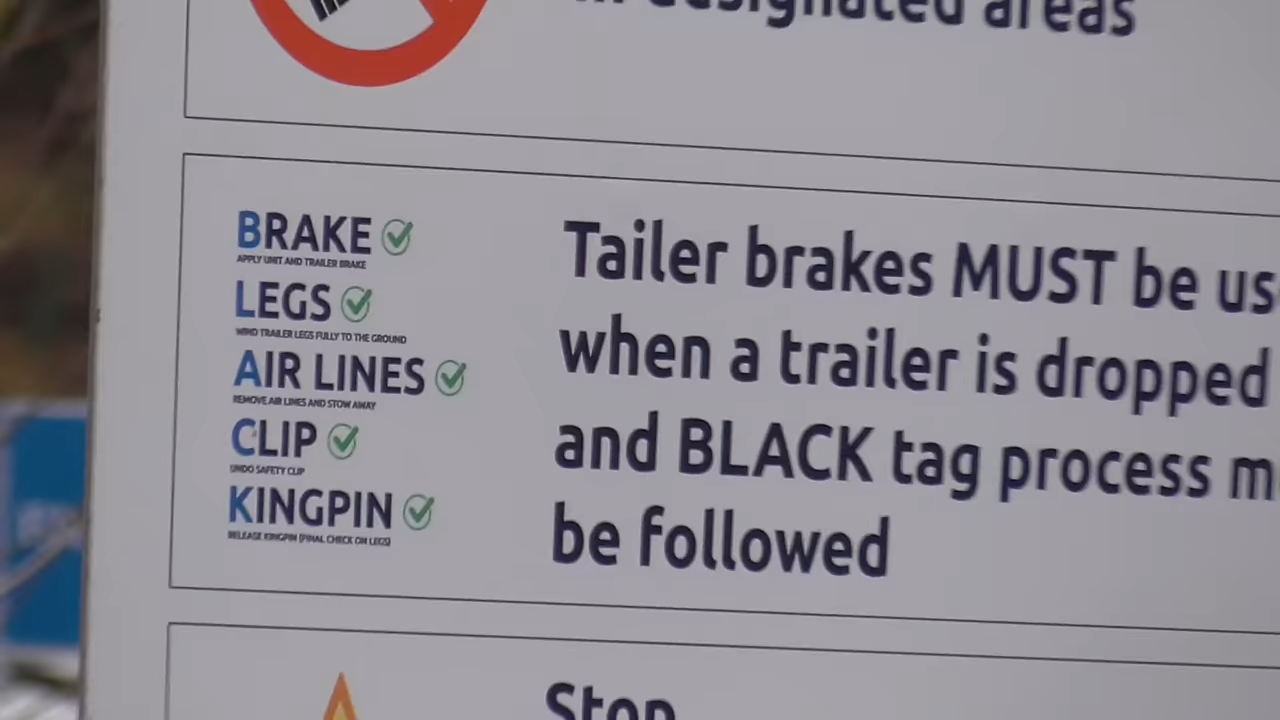 in designated areas
BRAKE
APPLY UNIT AND TRAILER BRAKE
LEGS
WIND TRAILER LEGS FULLY TO THE GROUND
AIR LINES
REMOVE AIR LINES AND STOW AWAY
CLIP
UNDO SAFETY CLIP
KINGPIN
RELEASE KINGPIN (FINAL CHECK ON LEGS)
Tailer brakes MUST be us
when a trailer is dropped
and BLACK tag process m
be followed
Stop